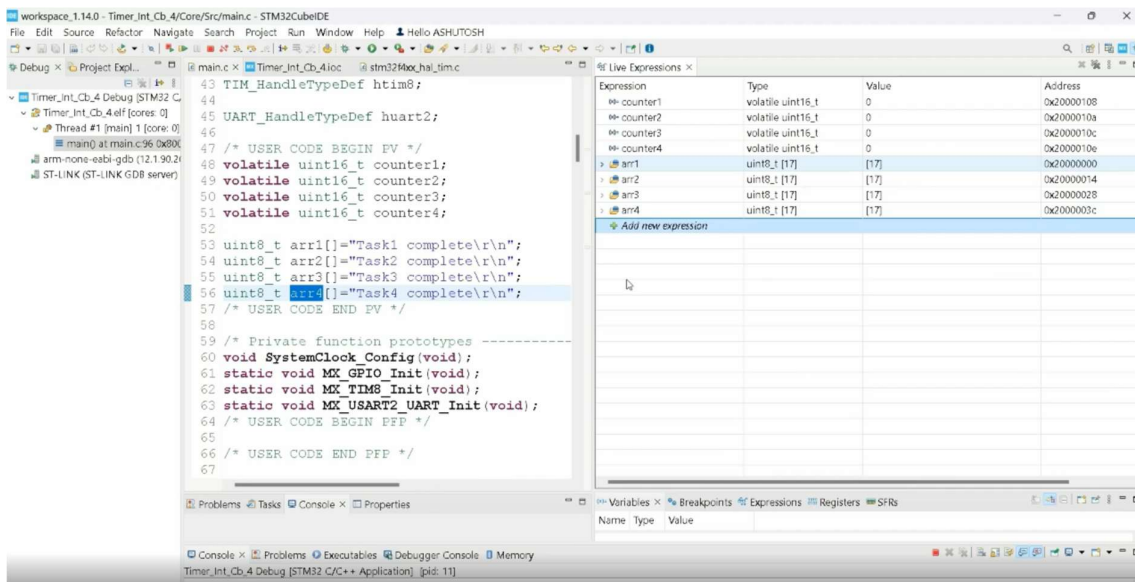 workspace_1.14.0 - Timer_Int_Cb_4/Core/Src/main.c - STM32CubeIDE
File Edit Source Refactor Navigate Search Project Run Window Help Hello ASHUTOSH
Debug Project Expl...
Timer_Int_Cb_4 Debug [STM32 C,
Timer_Int_Cb_4.elf [cores: 0]
Thread #1 [main] 1 [core: 0]
main() at main.c:96 0x800
arm-none-eabi-gdb (12.1.90.20
ST-LINK (ST-LINK GDB server)
main.c Timer_Int_Cb_4.ioc stm32f4xx_hal_tim.c
43 TIM_HandleTypeDef htim8;
44
45 UART_HandleTypeDef huart2;
46
47 /* USER CODE BEGIN PV */
48 volatile uint16_t counter1;
49 volatile uint16_t counter2;
50 volatile uint16_t counter3;
51 volatile uint16_t counter4;
52
53 uint8_t arr1[]="Task1 complete\r\n";
54 uint8_t arr2[]="Task2 complete\r\n";
55 uint8_t arr3[]="Task3 complete\r\n";
56 uint8_t arr4[]="Task4 complete\r\n";
57 /* USER CODE END PV */
58
59 /* Private function prototypes -----------
60 void SystemClock_Config(void);
61 static void MX_GPIO_Init(void);
62 static void MX_TIM8_Init(void);
63 static void MX_USART2_UART_Init(void);
64 /* USER CODE BEGIN PFP */
65
66 /* USER CODE END PFP */
67
Live Expressions
Expression Type Value Address
counter1 volatile uint16_t 0 0x20000108
counter2 volatile uint16_t 0 0x2000010a
counter3 volatile uint16_t 0 0x2000010c
counter4 volatile uint16_t 0 0x2000010e
arr1 uint8_t [17] [17] 0x20000000
arr2 uint8_t [17] [17] 0x20000014
arr3 uint8_t [17] [17] 0x20000028
arr4 uint8_t [17] [17] 0x2000003c
Add new expression
Problems Tasks Console Properties
Variables Breakpoints Expressions Registers SFRs
Name Type Value
Console Problems Executables Debugger Console Memory
Timer_Int_Cb_4 Debug [STM32 C/C++ Application] [pid: 11]